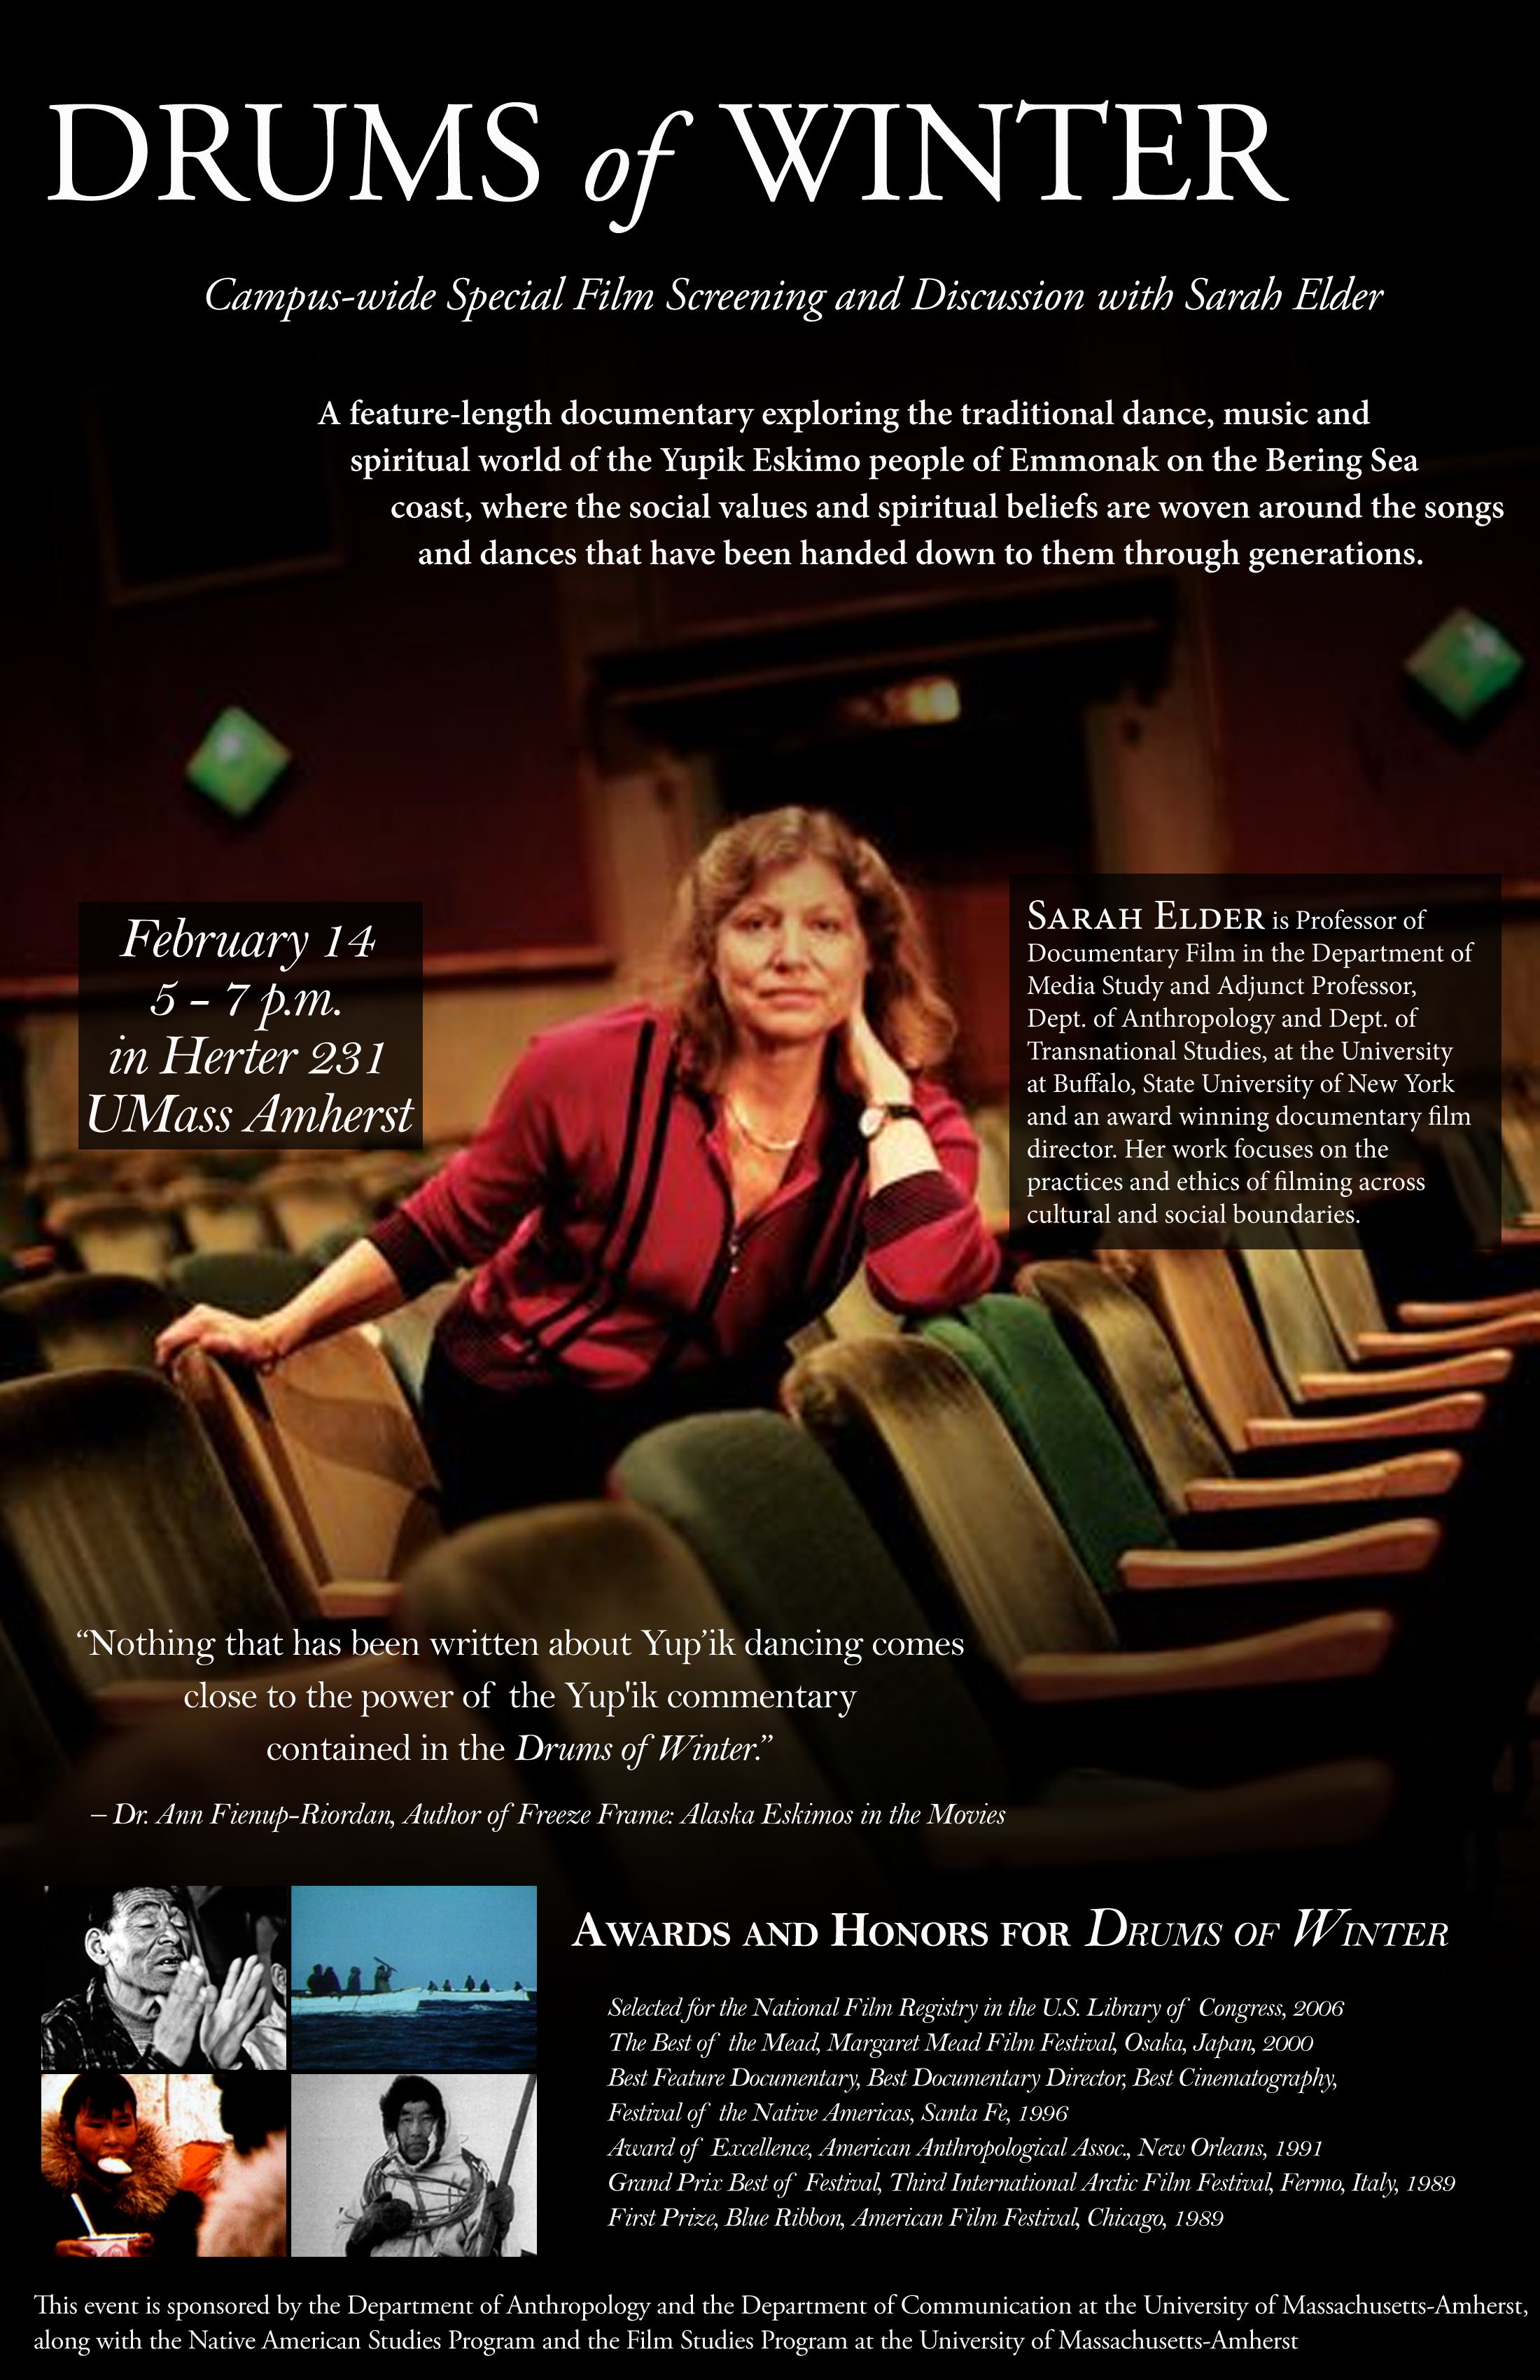 DRUMS of WINTER
Campus-wide Special Film Screening and Discussion with Sarah Elder
A feature-length documentary exploring the traditional dance, music and
spiritual world of the Yupik Eskimo people of Emmonak on the Bering Sea
coast, where the social values and spiritual beliefs are woven around the songs
and dances that have been handed down to them through generations.
February 14
5 – 7 p.m.
in Herter 231
UMass Amherst
SARAH ELDER is Professor of
Documentary Film in the Department of
Media Study and Adjunct Professor,
Dept. of Anthropology and Dept. of
Transnational Studies, at the University
at Buffalo, State University of New York
and an award winning documentary film
director. Her work focuses on the
practices and ethics of filming across
cultural and social boundaries.
“Nothing that has been written about Yup’ik dancing comes
close to the power of the Yup'ik commentary
contained in the Drums of Winter.”
– Dr. Ann Fienup-Riordan, Author of Freeze Frame: Alaska Eskimos in the Movies
AWARDS AND HONORS FOR DRUMS OF WINTER
Selected for the National Film Registry in the U.S. Library of Congress, 2006
The Best of the Mead, Margaret Mead Film Festival, Osaka, Japan, 2000
Best Feature Documentary, Best Documentary Director, Best Cinematography,
Festival of the Native Americas, Santa Fe, 1996
Award of Excellence, American Anthropological Assoc., New Orleans, 1991
Grand Prix Best of Festival, Third International Arctic Film Festival, Fermo, Italy, 1989
First Prize, Blue Ribbon, American Film Festival, Chicago, 1989
This event is sponsored by the Department of Anthropology and the Department of Communication at the University of Massachusetts-Amherst,
along with the Native American Studies Program and the Film Studies Program at the University of Massachusetts-Amherst